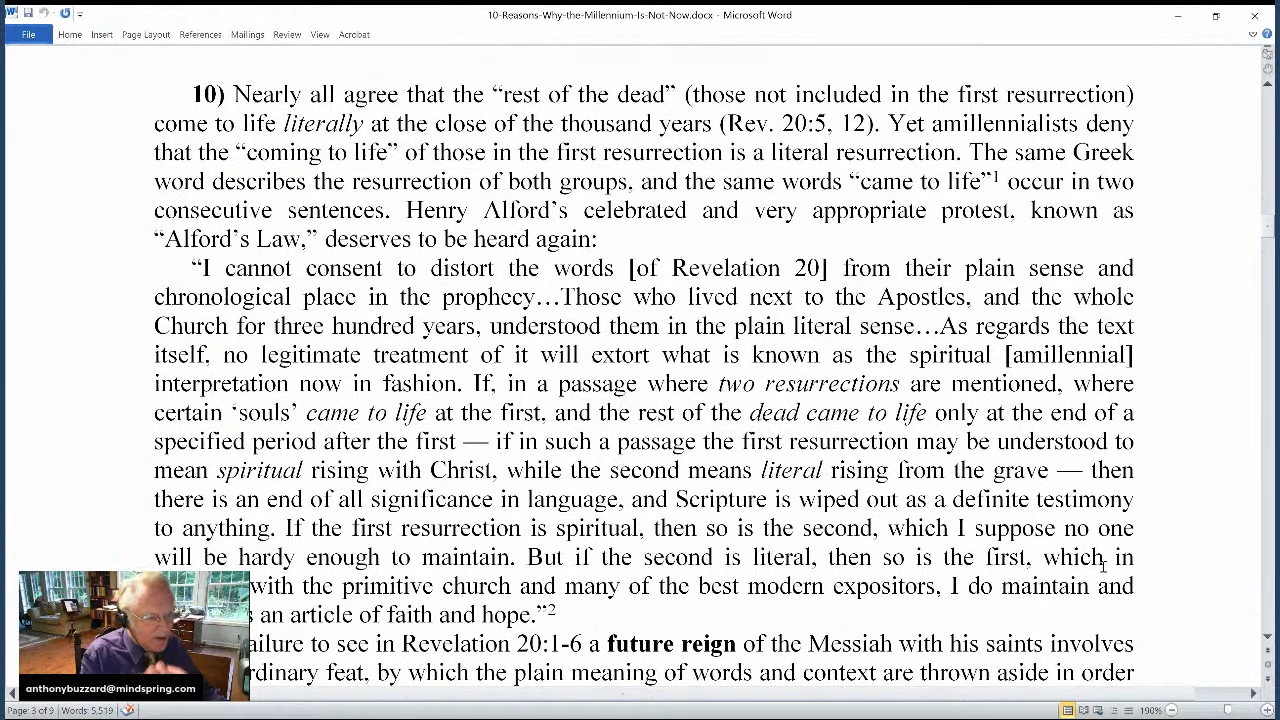 10-Reasons-Why-the-Millennium-Is-Not-Now.docx - Microsoft Word
File Home Insert Page Layout References Mailings Review View Acrobat
10) Nearly all agree that the “rest of the dead” (those not included in the first resurrection)
come to life literally at the close of the thousand years (Rev. 20:5, 12). Yet amillennialists deny
that the “coming to life” of those in the first resurrection is a literal resurrection. The same Greek
word describes the resurrection of both groups, and the same words “came to life”1 occur in two
consecutive sentences. Henry Alford’s celebrated and very appropriate protest, known as
“Alford’s Law,” deserves to be heard again:
“I cannot consent to distort the words [of Revelation 20] from their plain sense and
chronological place in the prophecy…Those who lived next to the Apostles, and the whole
Church for three hundred years, understood them in the plain literal sense…As regards the text
itself, no legitimate treatment of it will extort what is known as the spiritual [amillennial]
interpretation now in fashion. If, in a passage where two resurrections are mentioned, where
certain ‘souls’ came to life at the first, and the rest of the dead came to life only at the end of a
specified period after the first — if in such a passage the first resurrection may be understood to
mean spiritual rising with Christ, while the second means literal rising from the grave — then
there is an end of all significance in language, and Scripture is wiped out as a definite testimony
to anything. If the first resurrection is spiritual, then so is the second, which I suppose no one
will be hardy enough to maintain. But if the second is literal, then so is the first, which in
with the primitive church and many of the best modern expositors, I do maintain and
an article of faith and hope.”2
ailure to see in Revelation 20:1-6 a future reign of the Messiah with his saints involves
rdinary feat, by which the plain meaning of words and context are thrown aside in order
anthonybuzzard@mindspring.com
Page: 3 of 9 Words: 5,519 190%